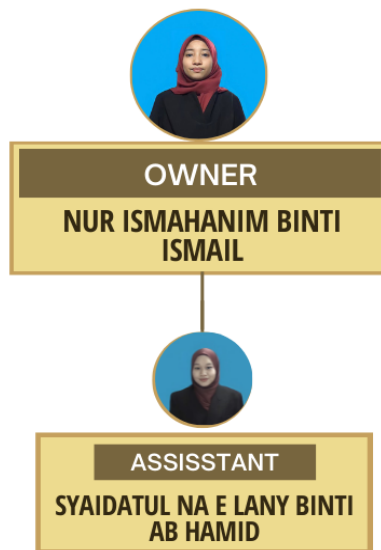 OWNER
NUR ISMAHANIM BINTI
ISMAIL
ASSISSTANT
SYAIDATUL NA E LANY BINTI
AB HAMID